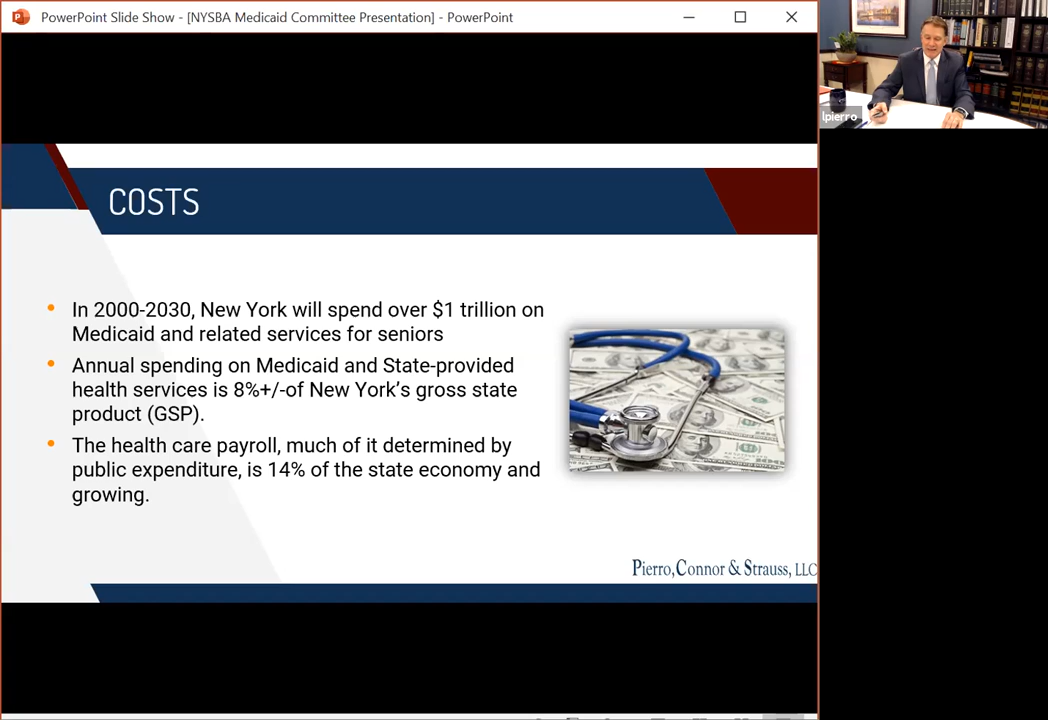 PowerPoint Slide Show - [NYSBA Medicaid Committee Presentation] - PowerPoint
lpierro
COSTS
• In 2000-2030, New York will spend over $1 trillion on
Medicaid and related services for seniors
• Annual spending on Medicaid and State-provided
health services is 8%+/-of New York’s gross state
product (GSP).
• The health care payroll, much of it determined by
public expenditure, is 14% of the state economy and
growing.
Pierro, Connor & Strauss, LLC